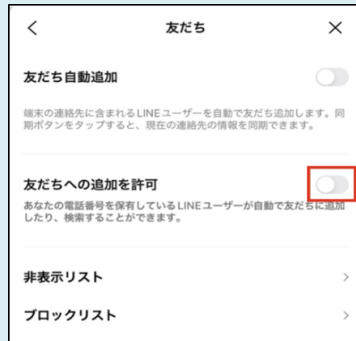 友だち
友だち自動追加
端末の連絡先に含まれるLINEユーザーを自動で友だち追加します。同
期ボタンをタップすると、現在の連絡先の情報を同期できます。
友だちへの追加を許可
あなたの電話番号を保有しているLINEユーザーが自動で友だちに追加
したり、検索することができます。
非表示リスト
ブロックリスト